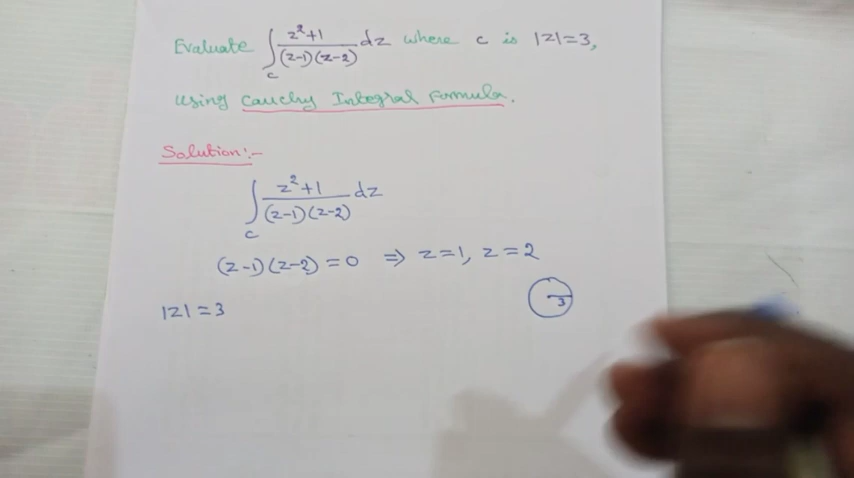 Evaluate ∫_c (z²+1)/((z-1)(z-2)) dz where c is |z|=3,
using Cauchy Integral Formula.
Solution:-
∫_c (z²+1)/((z-1)(z-2)) dz
(z-1)(z-2)=0 ⇒ z=1, z=2
|z|=3
3